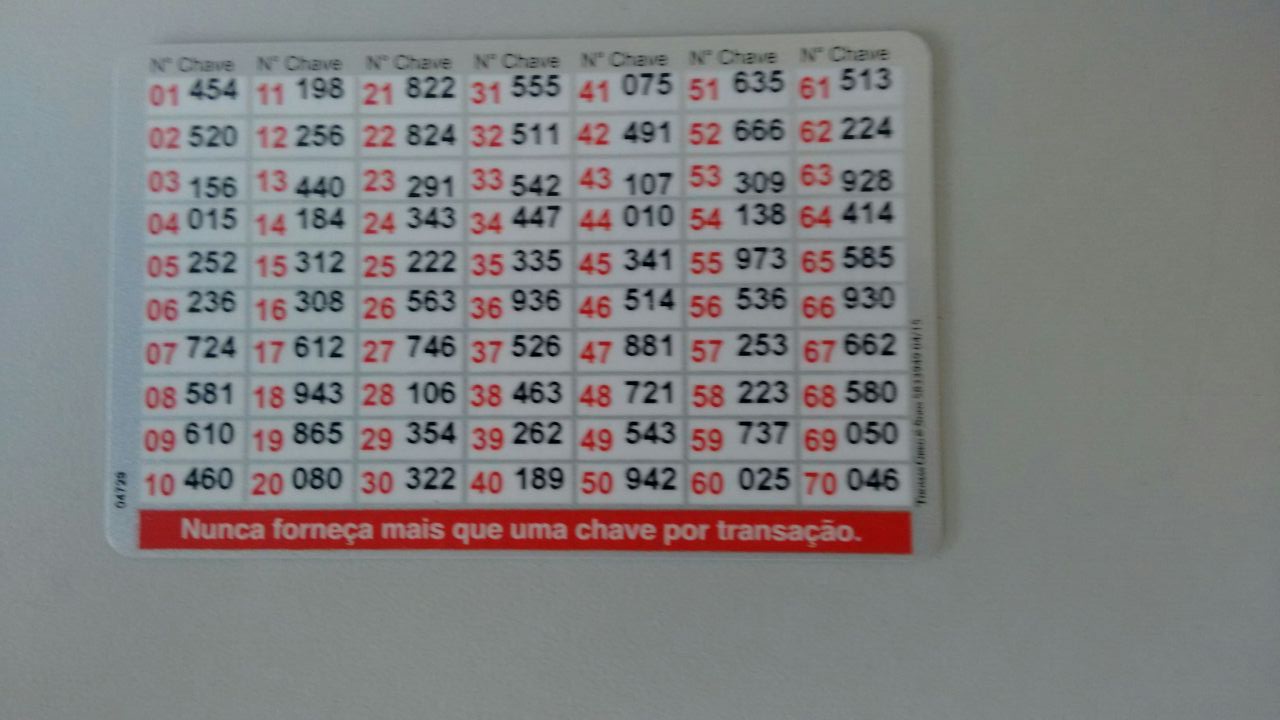 N° Chave N° Chave N° Chave N° Chave N° Chave N° Chave N° Chave
01 454 11 198 21 822 31 555 41 075 51 635 61 513
02 520 12 256 22 824 32 511 42 491 52 666 62 224
03 156 13 440 23 291 33 542 43 107 53 309 63 928
04 015 14 184 24 343 34 447 44 010 54 138 64 414
05 252 15 312 25 222 35 335 45 341 55 973 65 585
06 236 16 308 26 563 36 936 46 514 56 536 66 930
07 724 17 612 27 746 37 526 47 881 57 253 67 662
08 581 18 943 28 106 38 463 48 721 58 223 68 580
09 610 19 865 29 354 39 262 49 543 59 737 69 050
10 460 20 080 30 322 40 189 50 942 60 025 70 046
Nunca forneça mais que uma chave por transação.
04729